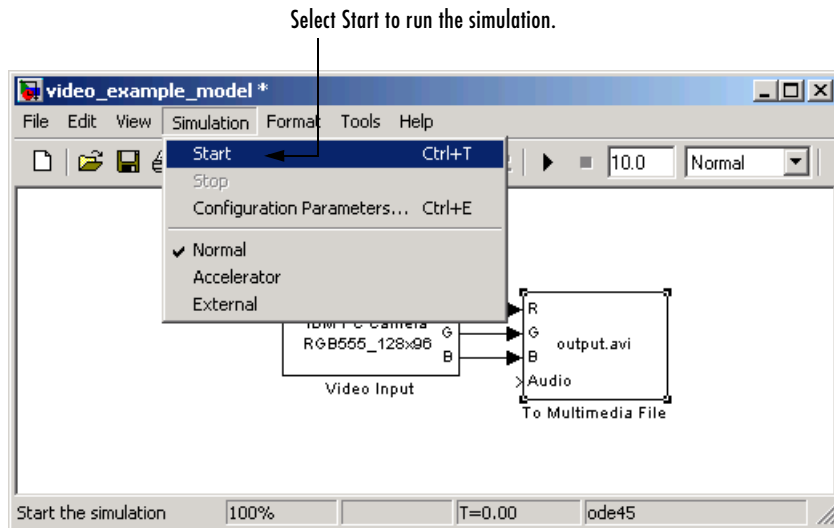 Select Start to run the simulation.
video_example_model *
File Edit View Simulation Format Tools Help
Start Ctrl+T
10.0 Normal
Stop
Configuration Parameters... Ctrl+E
Normal
Accelerator
External
R
G G output.avi
RGB555_128x96
B B
Audio
Video Input
To Multimedia File
Start the simulation 100% T=0.00 ode45